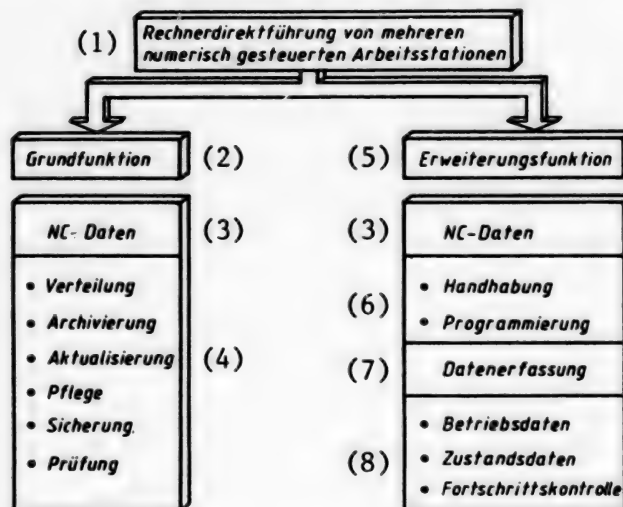 (1) Rechnerdirektführung von mehreren
numerisch gesteuerten Arbeitsstationen
Grundfunktion (2)
NC-Daten (3)
• Verteilung
• Archivierung
• Aktualisierung (4)
• Pflege
• Sicherung.
• Prüfung
(5) Erweiterungsfunktion
(3) NC-Daten
• Handhabung
(6)
• Programmierung
(7) Datenerfassung
• Betriebsdaten
(8) • Zustandsdaten
• Fortschrittskontrolle